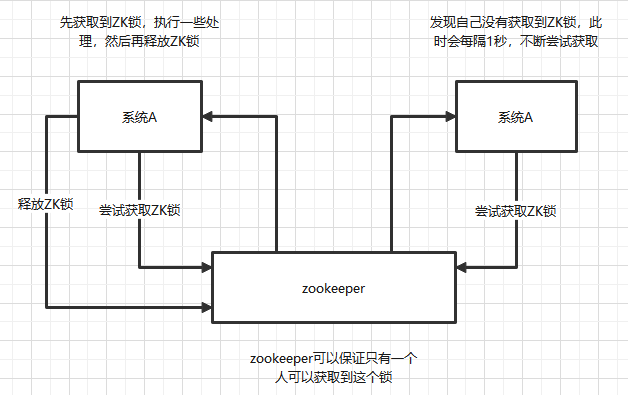 先获取到ZK锁，执行一些处
理，然后再释放ZK锁
发现自己没有获取到ZK锁，此
时会每隔1秒，不断尝试获取
系统A
系统A
释放ZK锁
尝试获取ZK锁
尝试获取ZK锁
zookeeper
zookeeper可以保证只有一个
人可以获取到这个锁